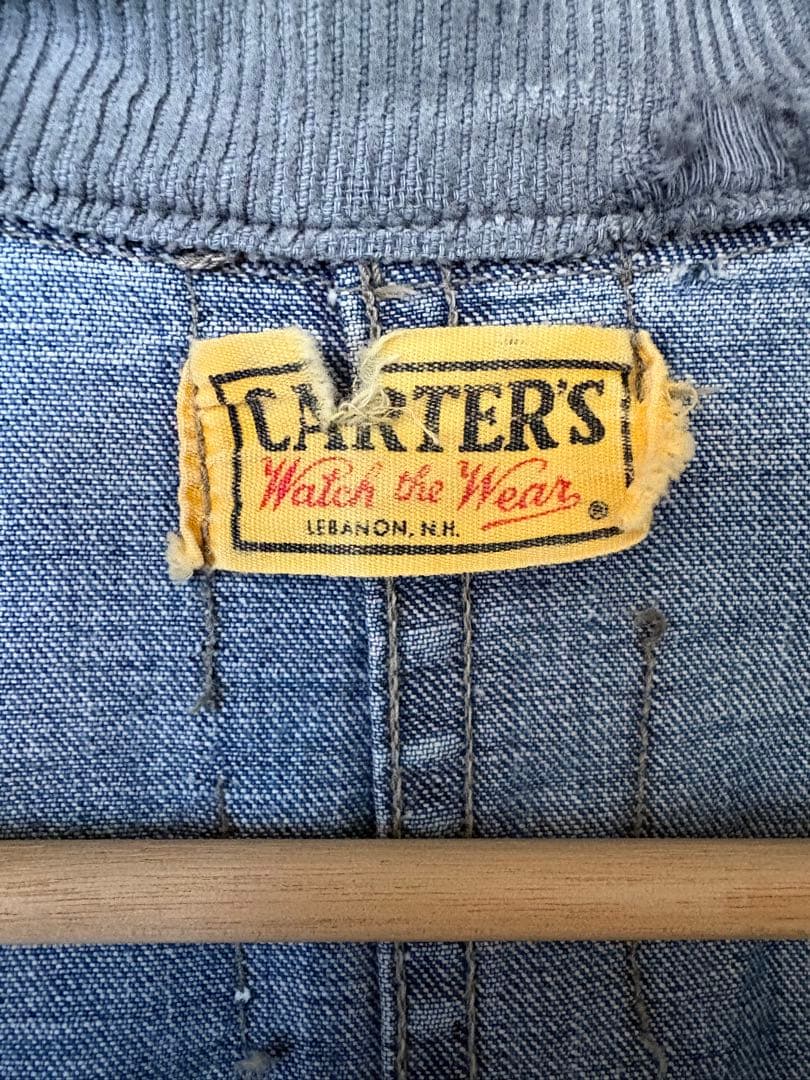 CARTER'S
Watch the Wear ®
LEBANON, N.H.